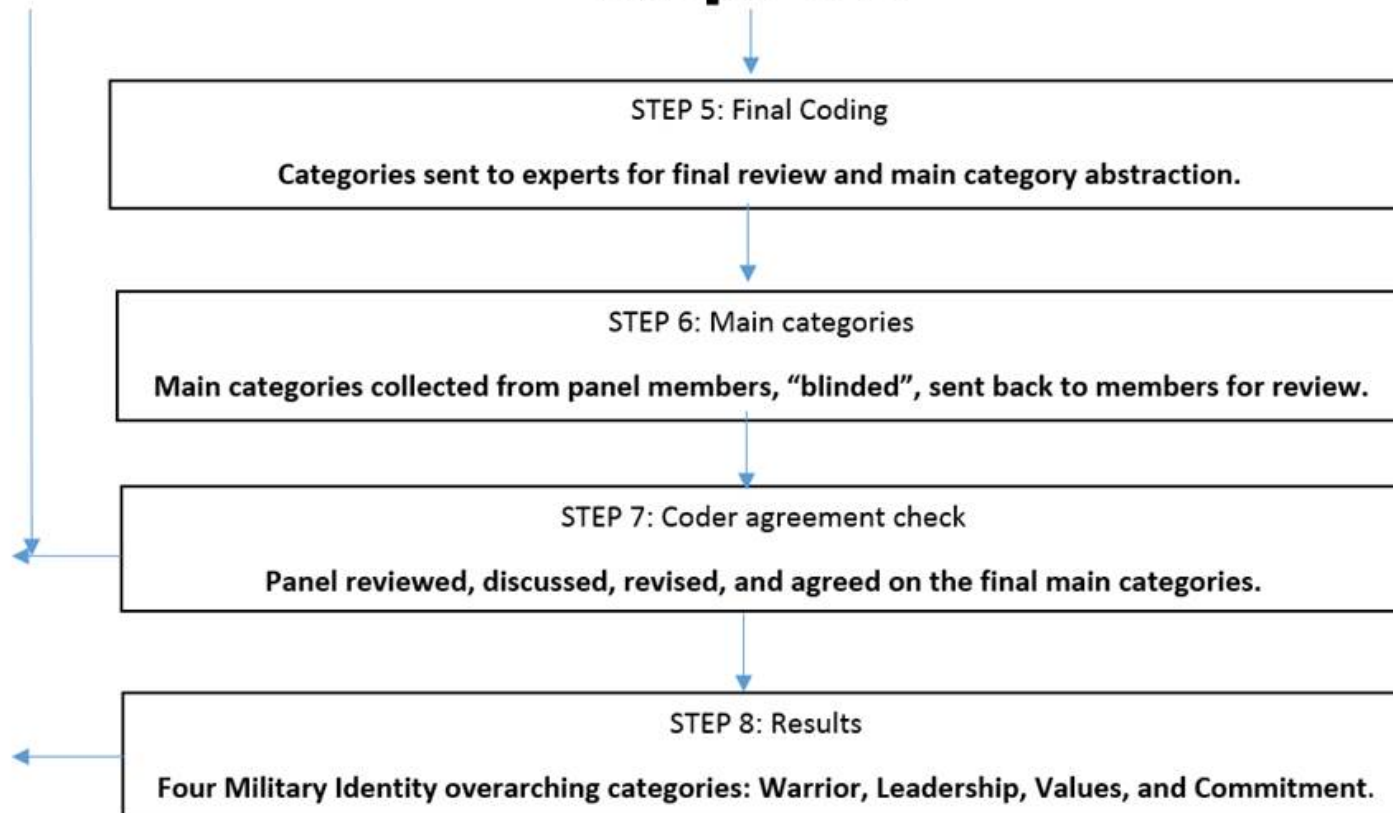 STEP 5: Final Coding
Categories sent to experts for final review and main category abstraction.
STEP 6: Main categories
Main categories collected from panel members, “blinded”, sent back to members for review.
STEP 7: Coder agreement check
Panel reviewed, discussed, revised, and agreed on the final main categories.
STEP 8: Results
Four Military Identity overarching categories: Warrior, Leadership, Values, and Commitment.